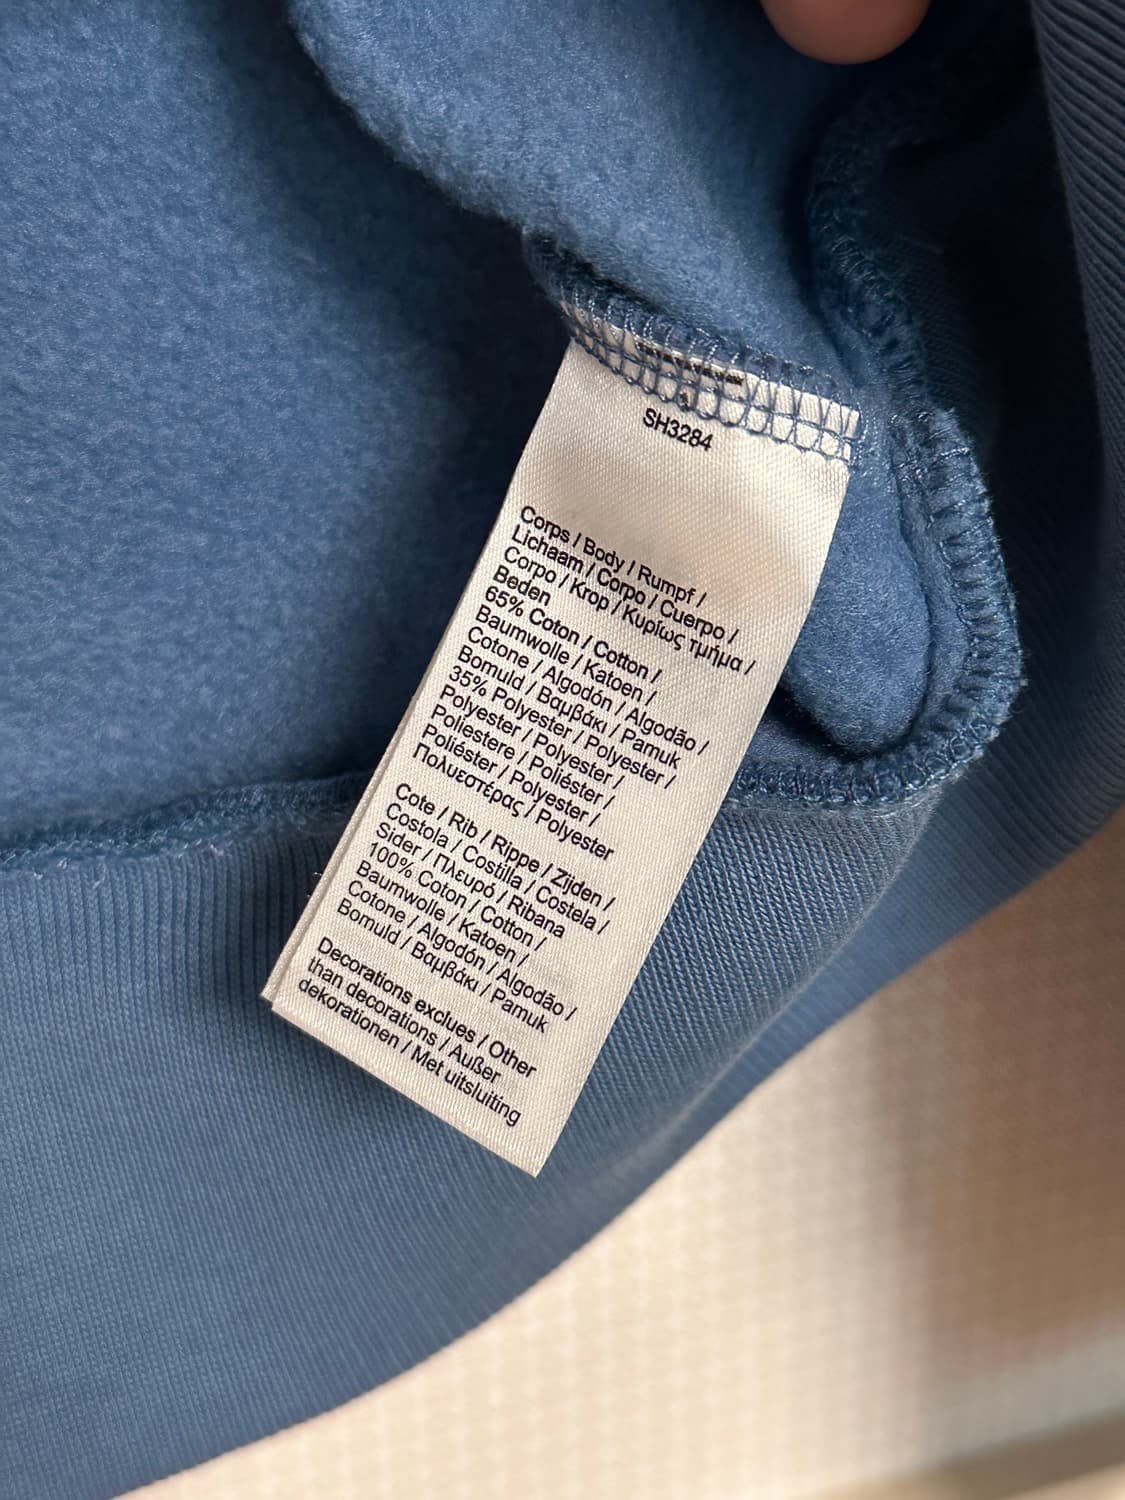 SH3284
Corps / Body / Rumpf /
Lichaam / Corpo / Cuerpo /
Corpo / Krop / Κυρίως τμήμα /
Beden
65% Coton / Cotton /
Baumwolle / Katoen /
Cotone / Algodón / Algodão /
Bomuld / Βαμβάκι / Pamuk
35% Polyester / Polyester /
Polyester / Polyester /
Poliestere / Poliéster /
Poliéster / Polyester /
Πολυεστέρας / Polyester
Cote / Rib / Rippe / Zijden /
Costola / Costilla / Costela /
Sider / Πλευρό / Ribana
100% Coton / Cotton /
Baumwolle / Katoen /
Cotone / Algodón / Algodão /
Bomuld / Βαμβάκι / Pamuk
Decorations exclues / Other
than decorations / Außer
dekorationen / Met uitsluiting